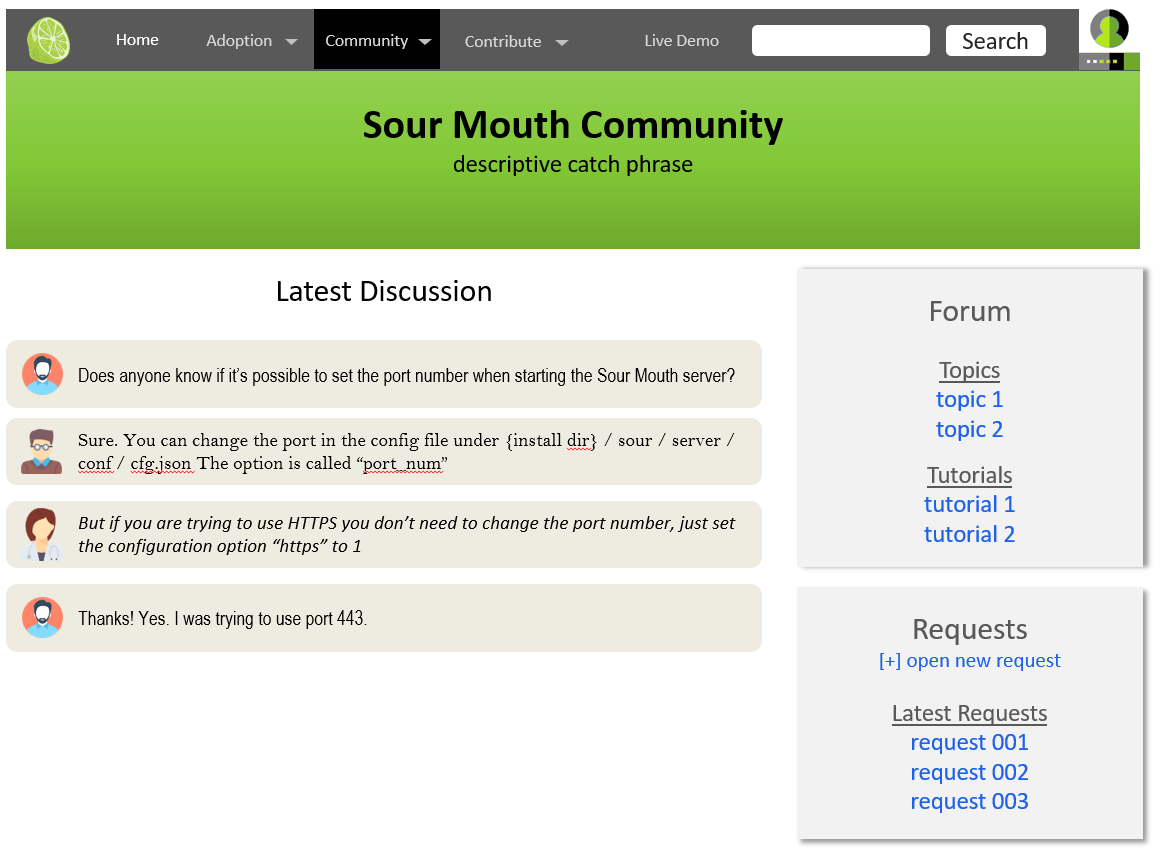 Home Adoption Community Contribute Live Demo Search
Sour Mouth Community
descriptive catch phrase
Latest Discussion
Does anyone know if it’s possible to set the port number when starting the Sour Mouth server?
Sure. You can change the port in the config file under {install dir} / sour / server /
conf / cfg.json The option is called “port_num”
But if you are trying to use HTTPS you don’t need to change the port number, just set
the configuration option “https” to 1
Thanks! Yes. I was trying to use port 443.
Forum
Topics
topic 1
topic 2
Tutorials
tutorial 1
tutorial 2
Requests
[+] open new request
Latest Requests
request 001
request 002
request 003